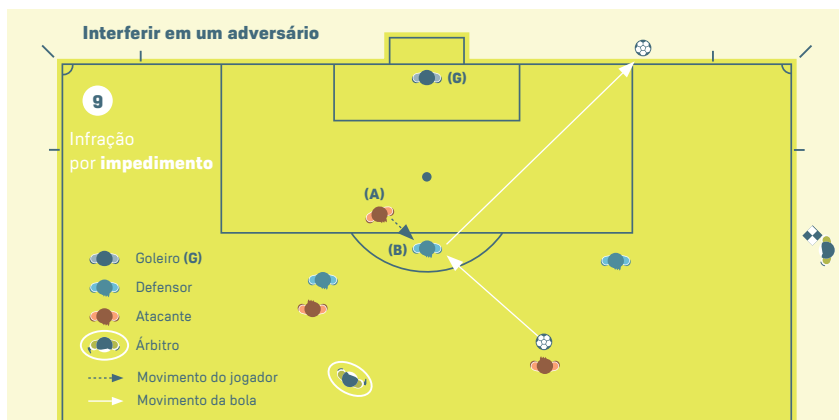 Interferir em um adversário
(G)
9
Infração
por impedimento
(A)
(B)
Goleiro (G)
Defensor
Atacante
Árbitro
Movimento do jogador
Movimento da bola